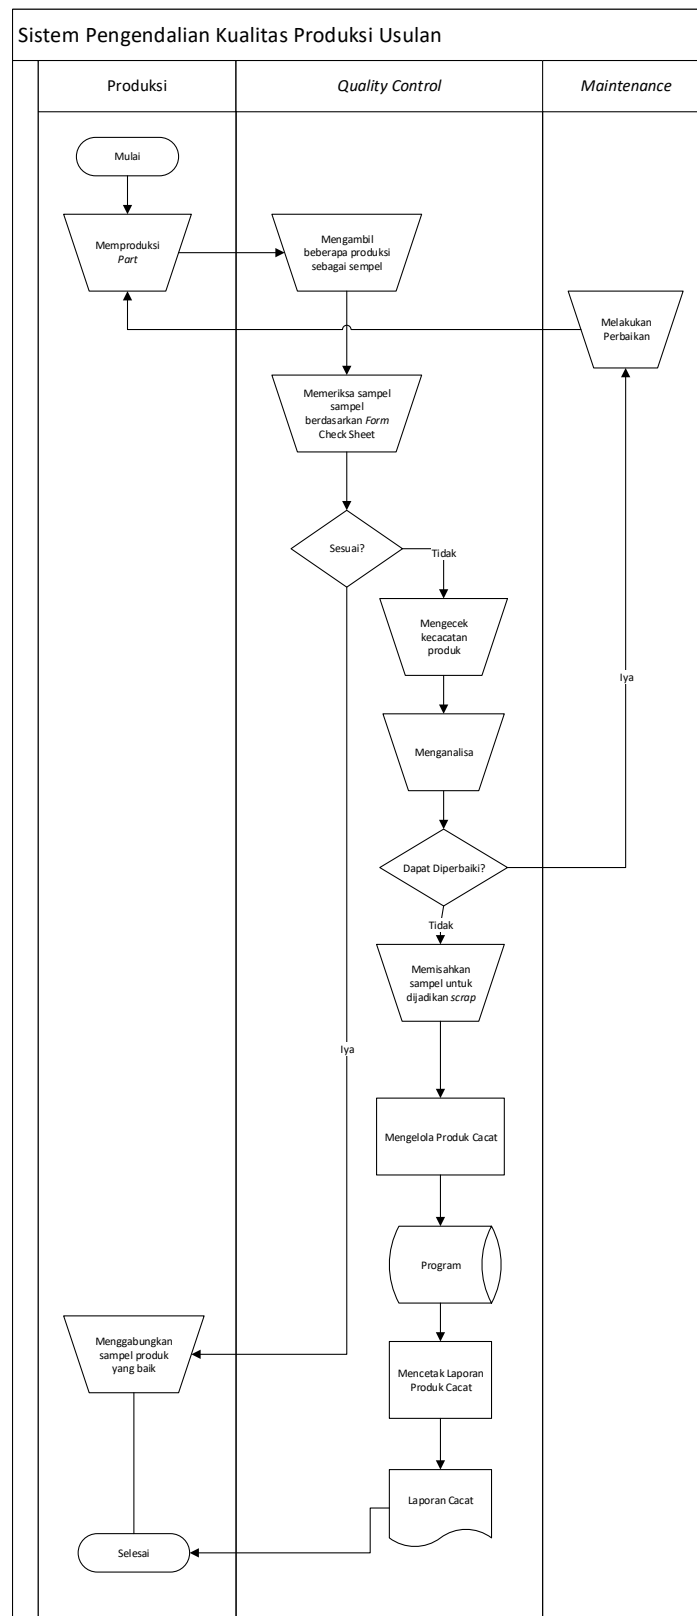 Sistem Pengendalian Kualitas Produksi Usulan
Produksi
Quality Control
Maintenance
Mulai
Memproduksi
Part
Mengambil
beberapa produksi
sebagai sempel
Melakukan
Perbaikan
Memeriksa sampel
sampel
berdasarkan Form
Check Sheet
Sesuai?
Tidak
Mengecek
kecacatan
produk
Iya
Menganalisa
Dapat Diperbaiki?
Tidak
Memisahkan
sampel untuk
dijadikan scrap
Iya
Mengelola Produk Cacat
Program
Menggabungkan
sampel produk
yang baik
Mencetak Laporan
Produk Cacat
Laporan Cacat
Selesai